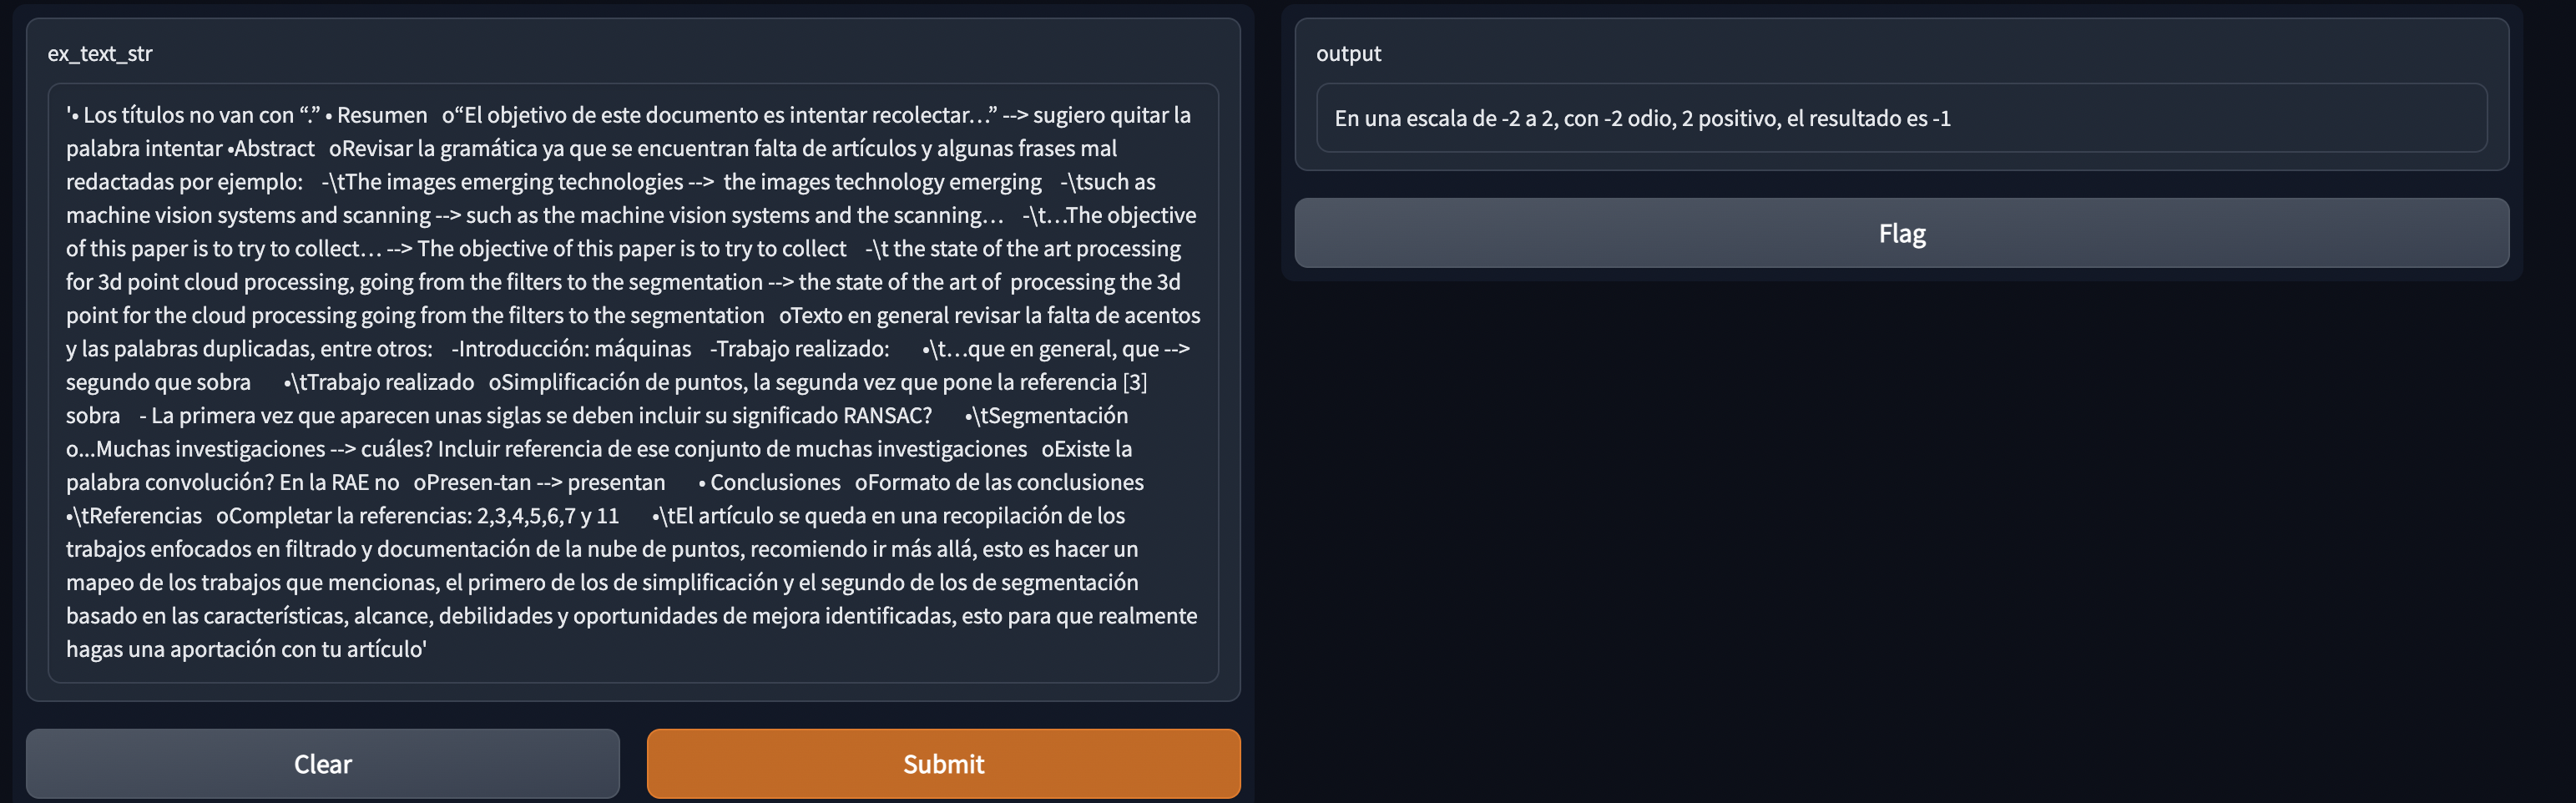 ex_text_str
'• Los títulos no van con “.” • Resumen o“El objetivo de este documento es intentar recolectar…” --> sugiero quitar la
palabra intentar •Abstract oRevisar la gramática ya que se encuentran falta de artículos y algunas frases mal
redactadas por ejemplo: -\tThe images emerging technologies --> the images technology emerging -\tsuch as
machine vision systems and scanning --> such as the machine vision systems and the scanning… -\t…The objective
of this paper is to try to collect… --> The objective of this paper is to try to collect -\t the state of the art processing
for 3d point cloud processing, going from the filters to the segmentation --> the state of the art of processing the 3d
point for the cloud processing going from the filters to the segmentation oTexto en general revisar la falta de acentos
y las palabras duplicadas, entre otros: -Introducción: máquinas -Trabajo realizado: •\t…que en general, que -->
segundo que sobra •\tTrabajo realizado oSimplificación de puntos, la segunda vez que pone la referencia [3]
sobra - La primera vez que aparecen unas siglas se deben incluir su significado RANSAC? •\tSegmentación
o...Muchas investigaciones --> cuáles? Incluir referencia de ese conjunto de muchas investigaciones oExiste la
palabra convolución? En la RAE no oPresen-tan --> presentan • Conclusiones oFormato de las conclusiones
•\tReferencias oCompletar la referencias: 2,3,4,5,6,7 y 11 •\tEl artículo se queda en una recopilación de los
trabajos enfocados en filtrado y documentación de la nube de puntos, recomiendo ir más allá, esto es hacer un
mapeo de los trabajos que mencionas, el primero de los de simplificación y el segundo de los de segmentación
basado en las características, alcance, debilidades y oportunidades de mejora identificadas, esto para que realmente
hagas una aportación con tu artículo'
Clear
Submit
output
En una escala de -2 a 2, con -2 odio, 2 positivo, el resultado es -1
Flag